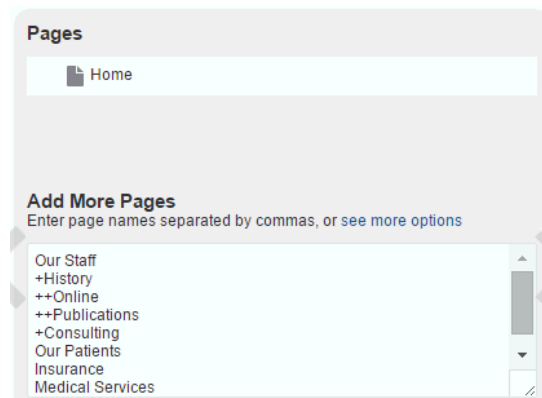 Pages
Home
Add More Pages
Enter page names separated by commas, or see more options
Our Staff
+History
++Online
++Publications
+Consulting
Our Patients
Insurance
Medical Services